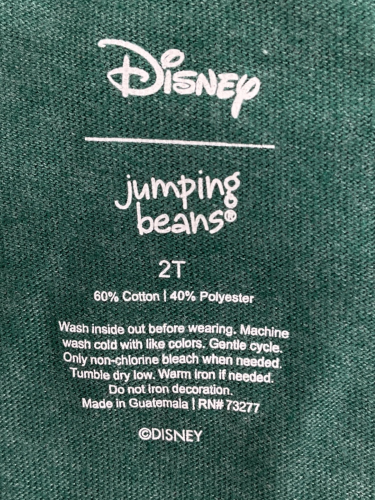 Disney
jumping
beans®
2T
60% Cotton | 40% Polyester
Wash inside out before wearing. Machine
wash cold with like colors. Gentle cycle.
Only non-chlorine bleach when needed.
Tumble dry low. Warm iron if needed.
Do not iron decoration.
Made in Guatemala | RN# 73277
©DISNEY